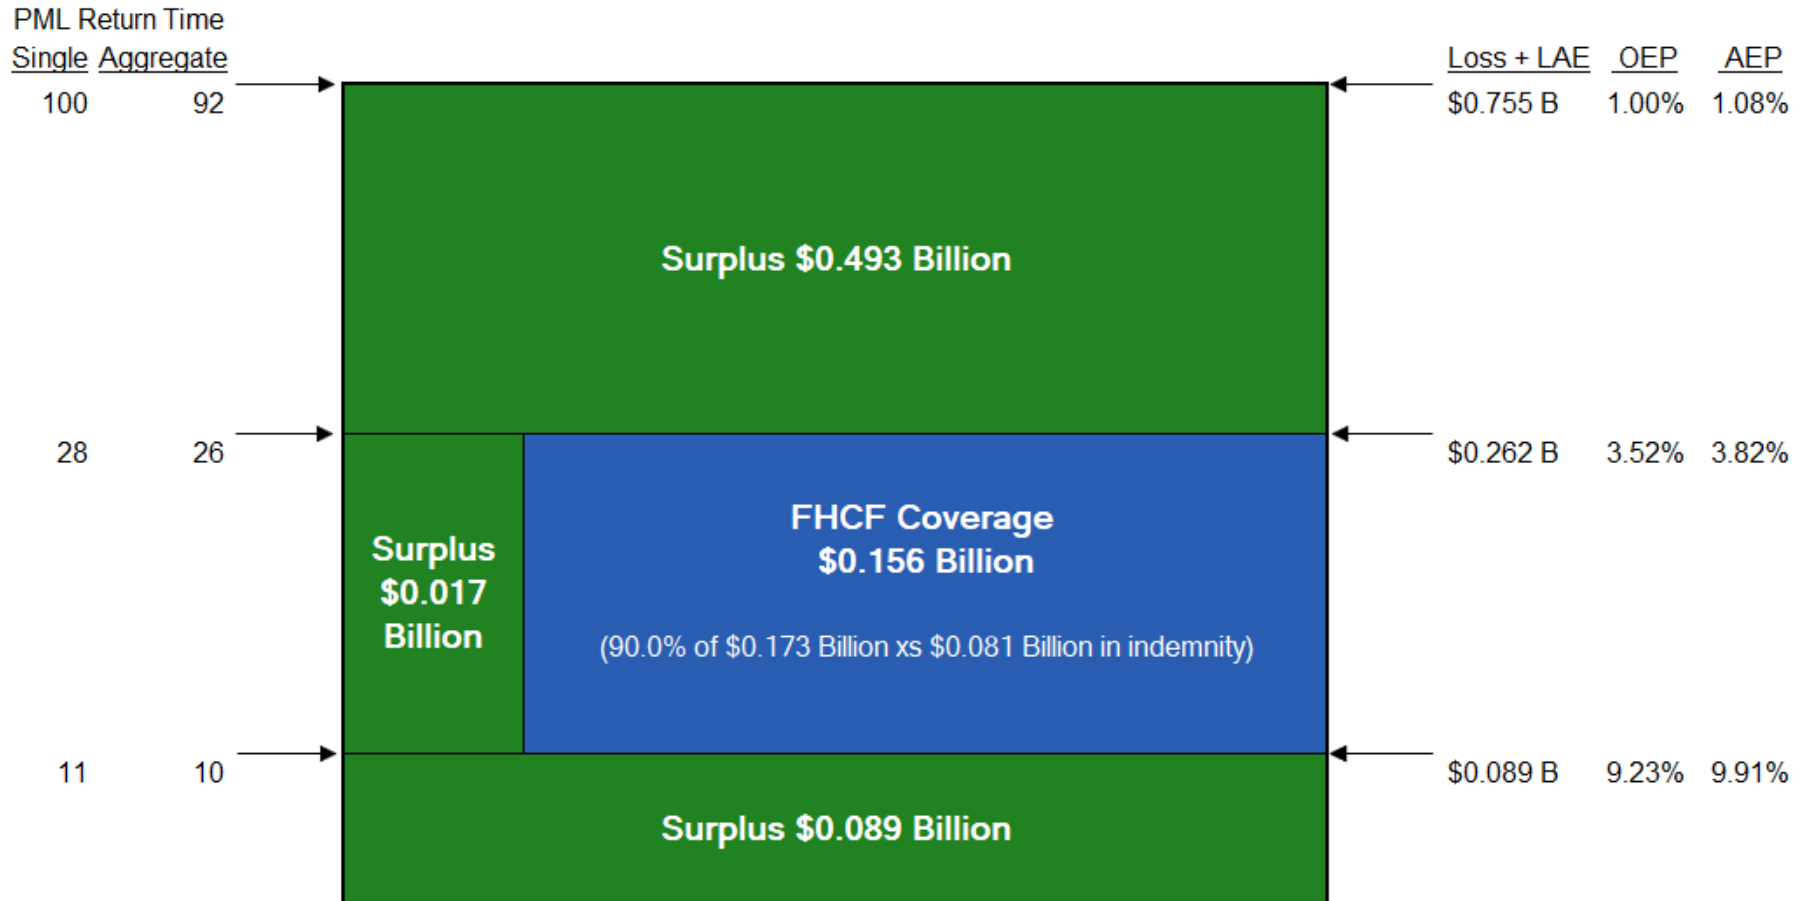 PML Return Time
Single Aggregate
Loss + LAE OEP AEP
100 92
$0.755 B 1.00% 1.08%
Surplus $0.493 Billion
28 26
$0.262 B 3.52% 3.82%
FHCF Coverage
$0.156 Billion
(90.0% of $0.173 Billion xs $0.081 Billion in indemnity)
Surplus
$0.017
Billion
11 10
$0.089 B 9.23% 9.91%
Surplus $0.089 Billion